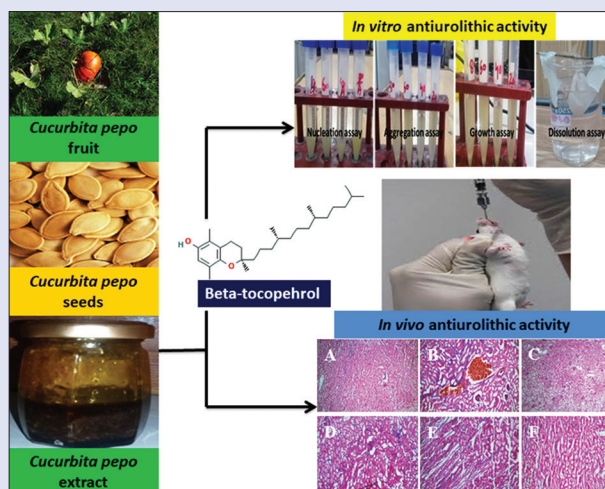 In vitro antiurolithic activity
Nucleation assay
Aggregation assay
Growth assay
Dissolution assay
Cucurbita pepo
fruit
Cucurbita pepo
seeds
Cucurbita pepo
extract
HO
O
Beta-tocopehrol
In vivo antiurolithic activity
A
B
C
D
E
F